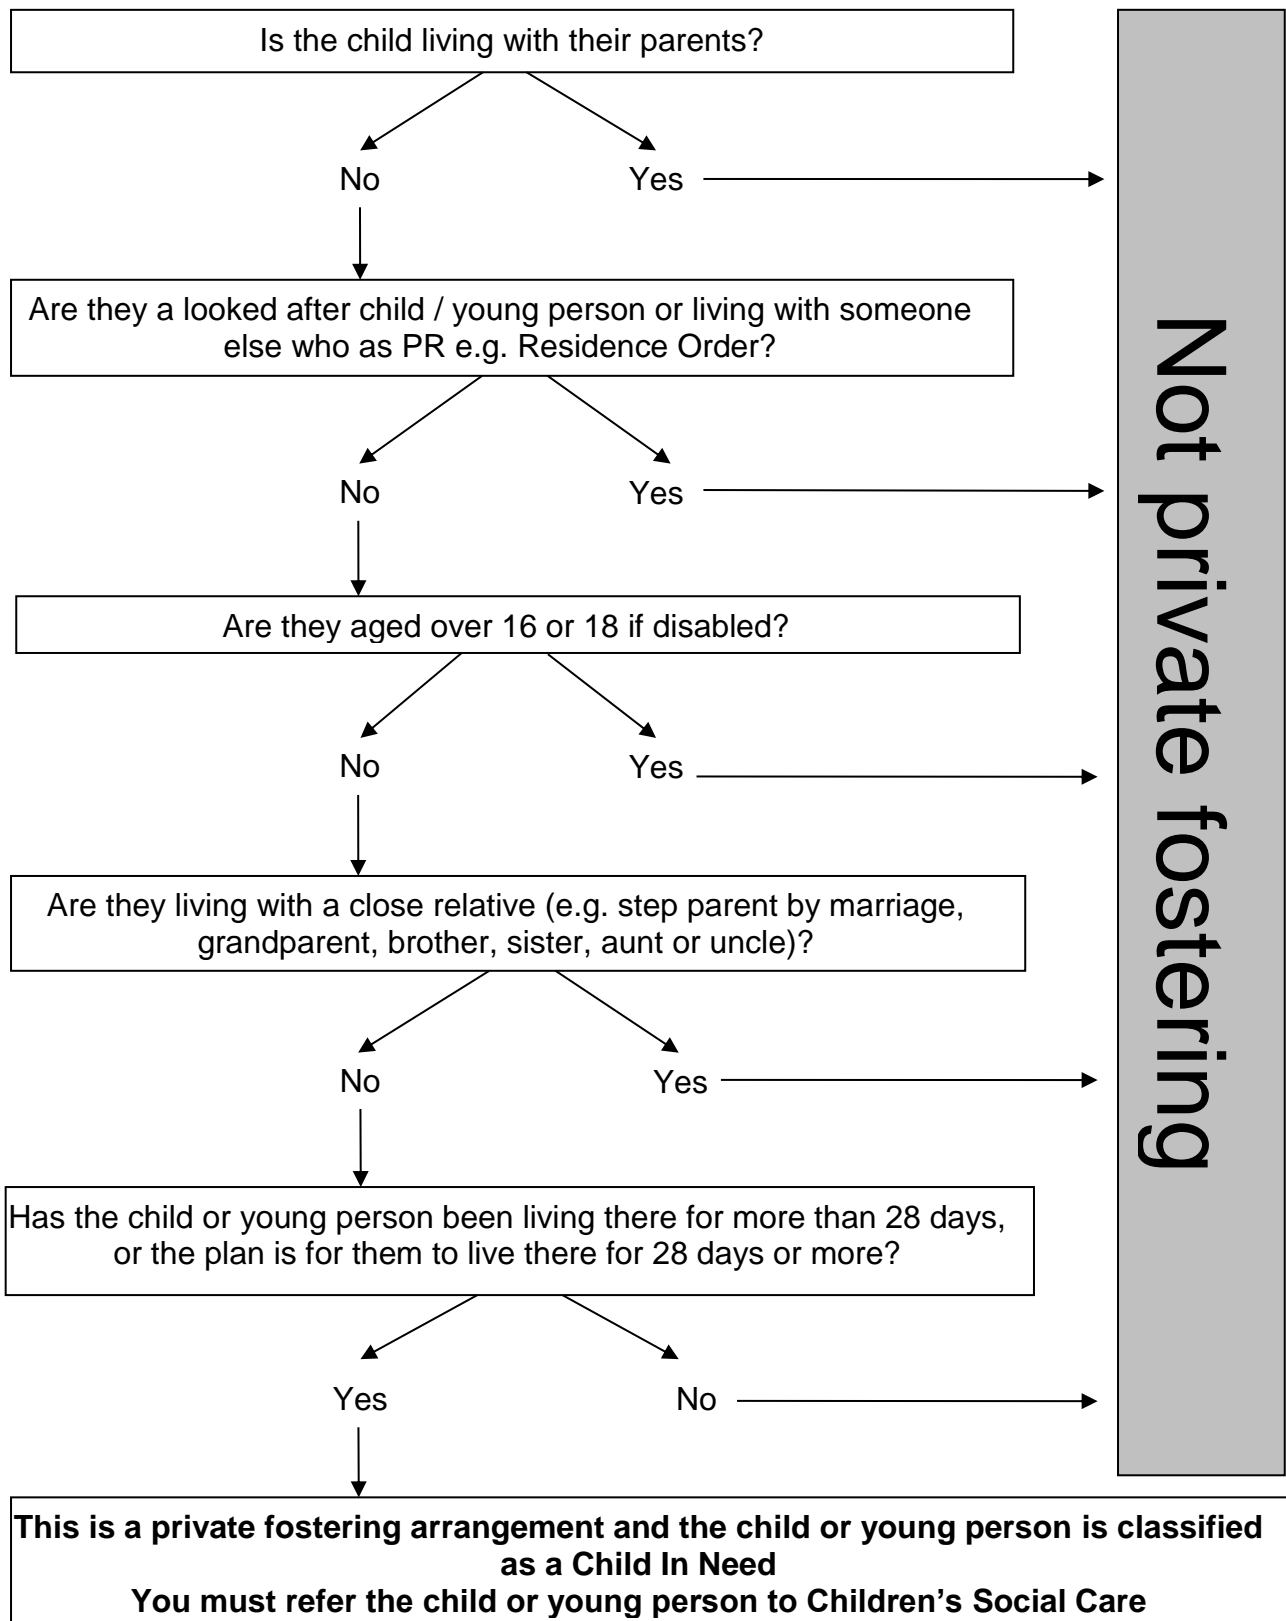 Is the child living with their parents?
No
Yes
Are they a looked after child / young person or living with someone
else who as PR e.g. Residence Order?
No
Yes
Are they aged over 16 or 18 if disabled?
No
Yes
Are they living with a close relative (e.g. step parent by marriage,
grandparent, brother, sister, aunt or uncle)?
No
Yes
Has the child or young person been living there for more than 28 days,
or the plan is for them to live there for 28 days or more?
Yes
No
This is a private fostering arrangement and the child or young person is classified
as a Child In Need
You must refer the child or young person to Children’s Social Care
Not private fostering